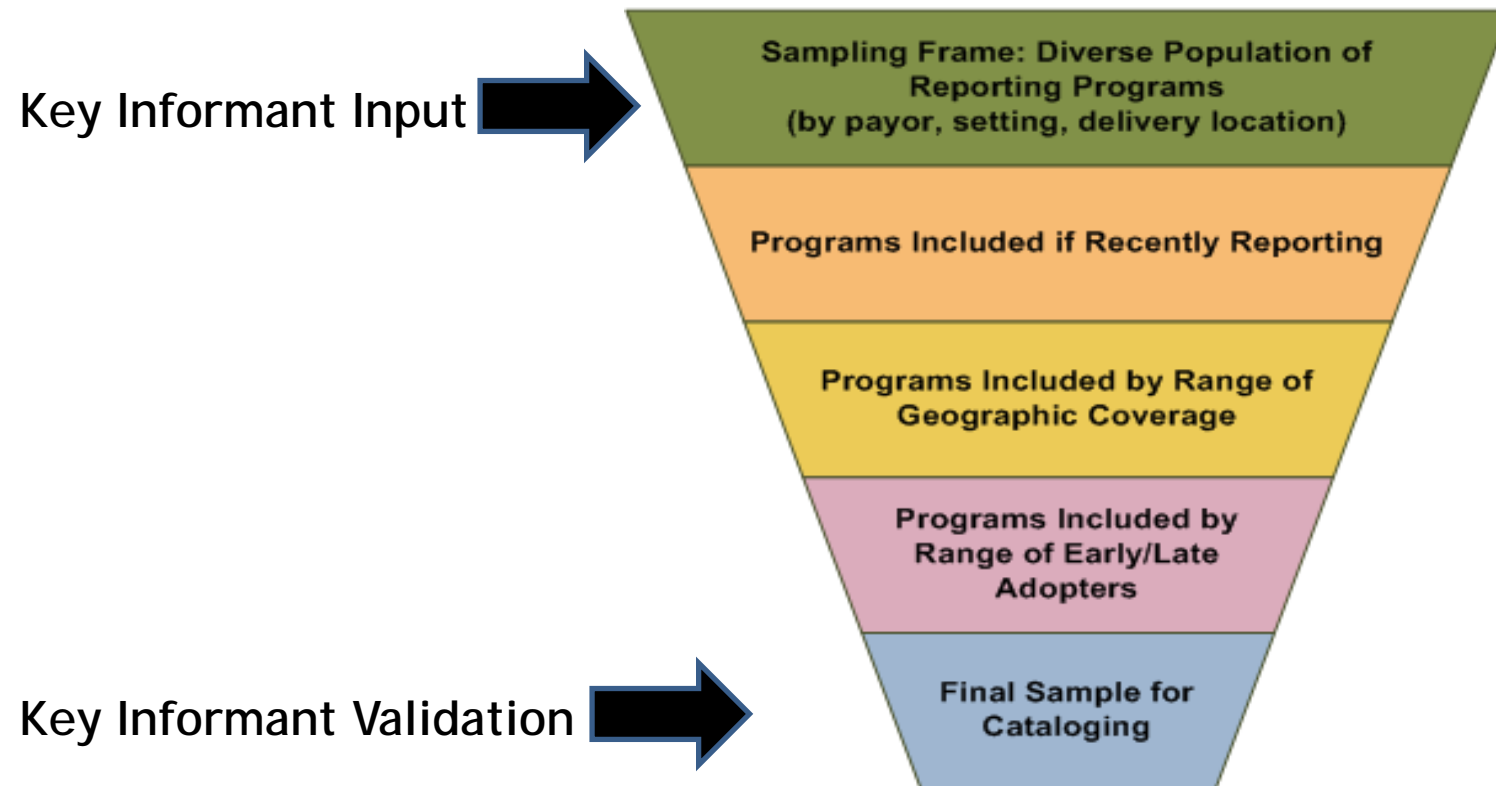 Key Informant Input
Sampling Frame: Diverse Population of
Reporting Programs
(by payor, setting, delivery location)
Programs Included if Recently Reporting
Programs Included by Range of
Geographic Coverage
Programs Included by
Range of Early/Late
Adopters
Key Informant Validation
Final Sample for
Cataloging